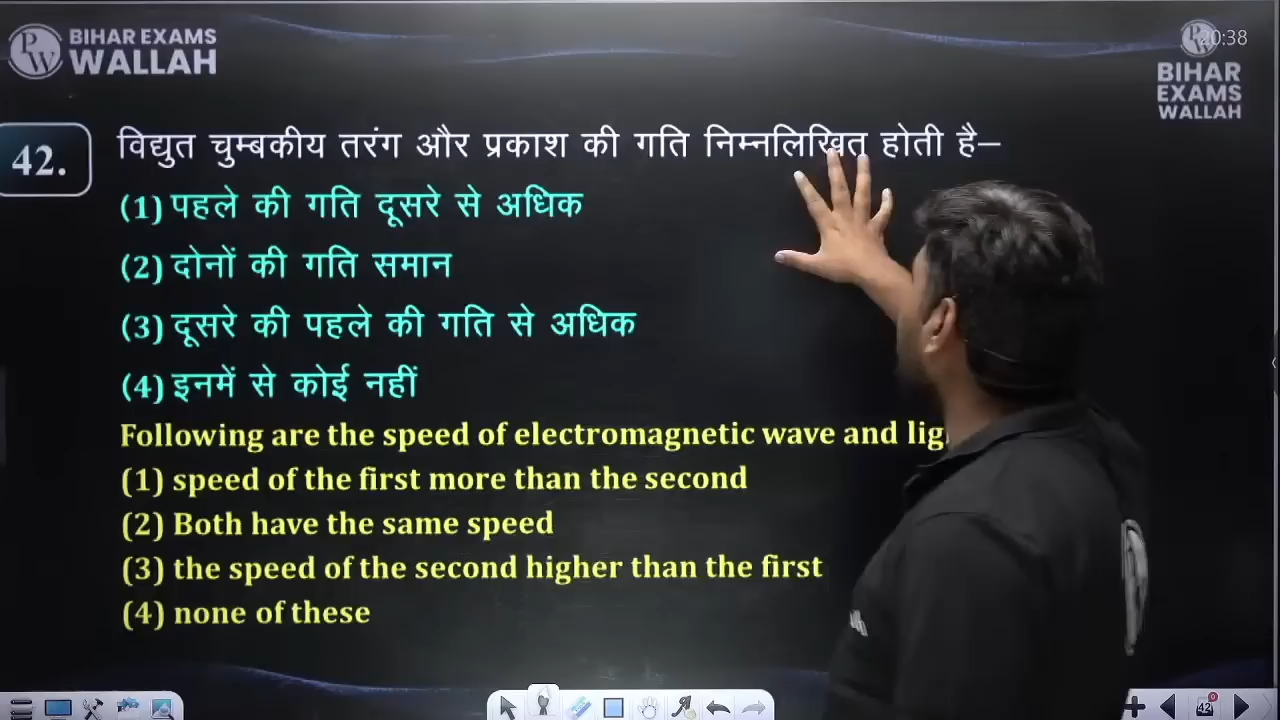 BIHAR EXAMS
WALLAH
20:38
BIHAR
EXAMS
WALLAH
42.
विद्युत चुम्बकीय तरंग और प्रकाश की गति निम्नलिखित होती है–
(1) पहले की गति दूसरे से अधिक
(2) दोनों की गति समान
(3) दूसरे की पहले की गति से अधिक
(4) इनमें से कोई नहीं
Following are the speed of electromagnetic wave and
(1) speed of the first more than the second
(2) Both have the same speed
(3) the speed of the second higher than the first
(4) none of these
42